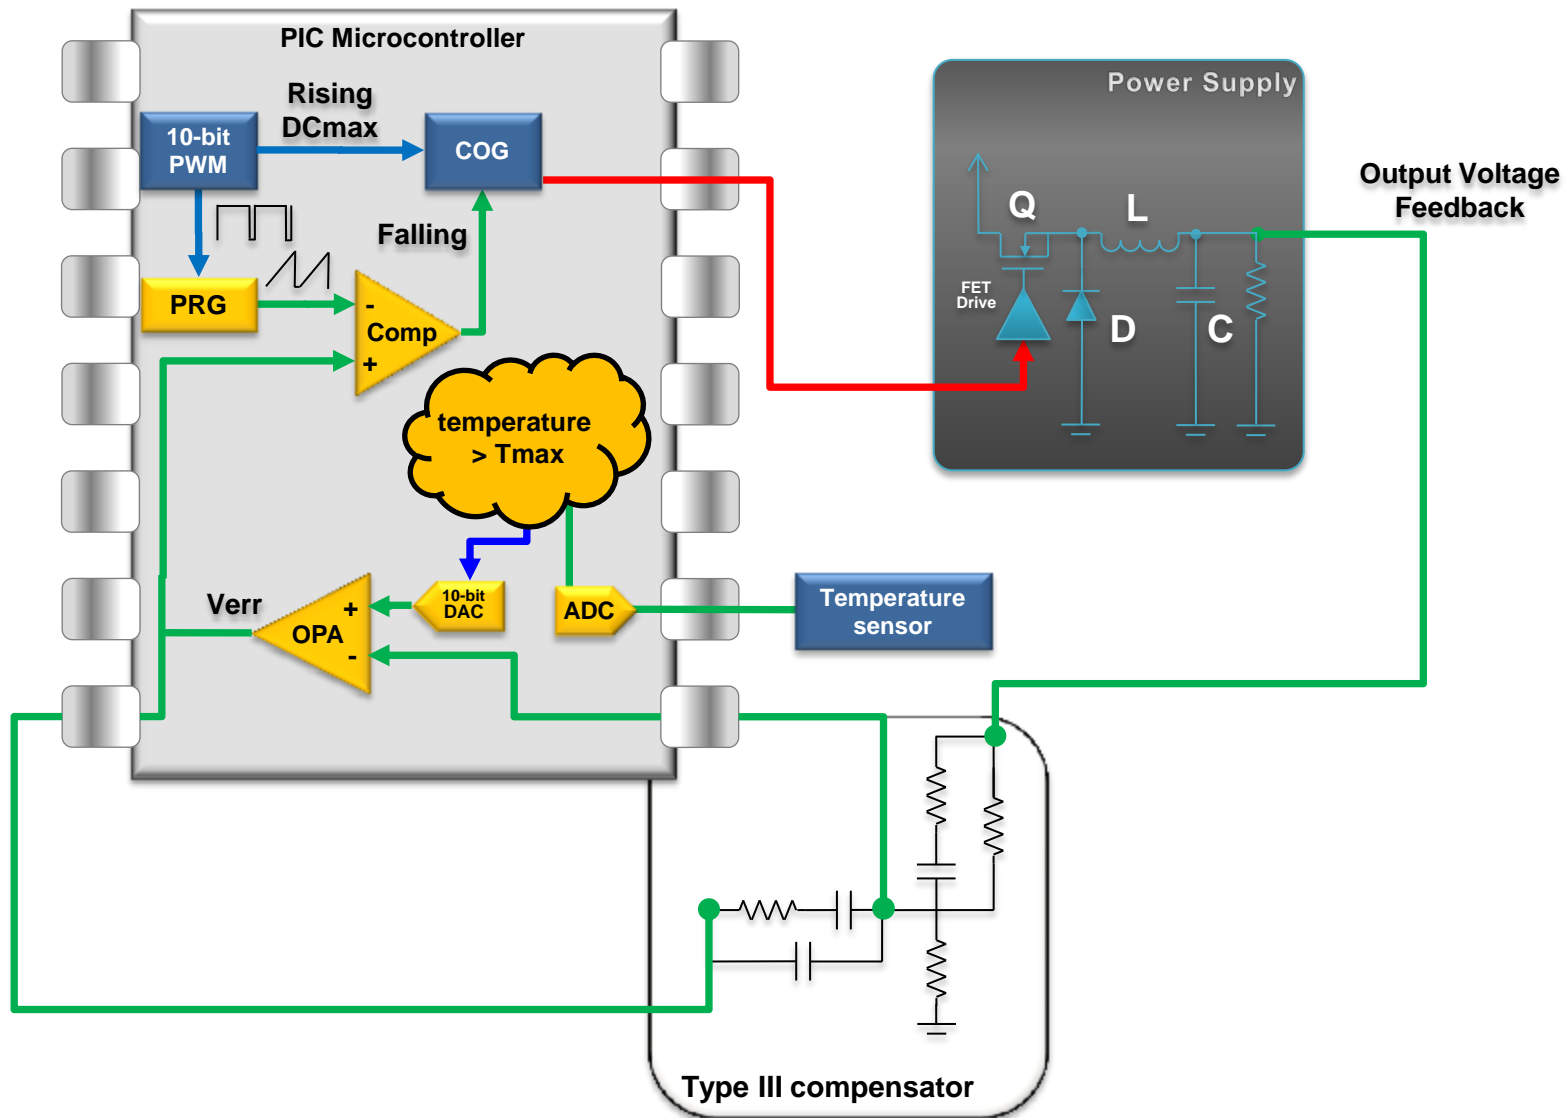 PIC Microcontroller
Power Supply
Rising
DCmax
10-bit
PWM
COG
Output Voltage
Feedback
Q
L
Falling
FET
Drive
PRG
-
Comp
+
D
C
temperature
> Tmax
Verr
+
OPA
-
10-bit
DAC
ADC
Temperature
sensor
Type III compensator